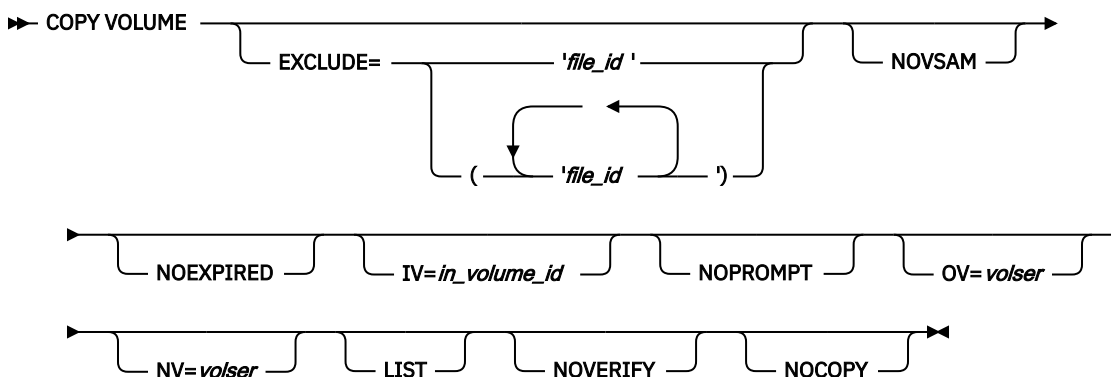 COPY VOLUME
EXCLUDE= 'file_id ' NOVSAM
( 'file_id ')
NOEXPIRED IV=in_volume_id NOPROMPT OV=volser
NV=volser LIST NOVERIFY NOCOPY